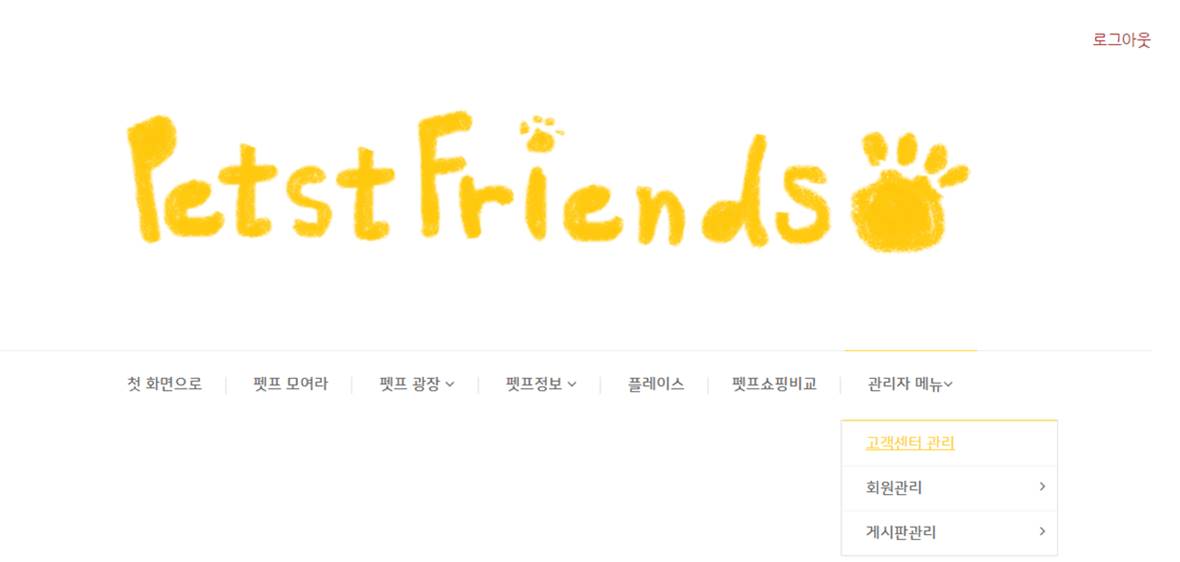 로그아웃
Petst Friends
첫 화면으로 | 펫프 모여라 | 펫프 광장 | 펫프정보 | 플레이스 | 펫프쇼핑비교 | 관리자 메뉴
고객센터 관리
회원관리
게시판관리